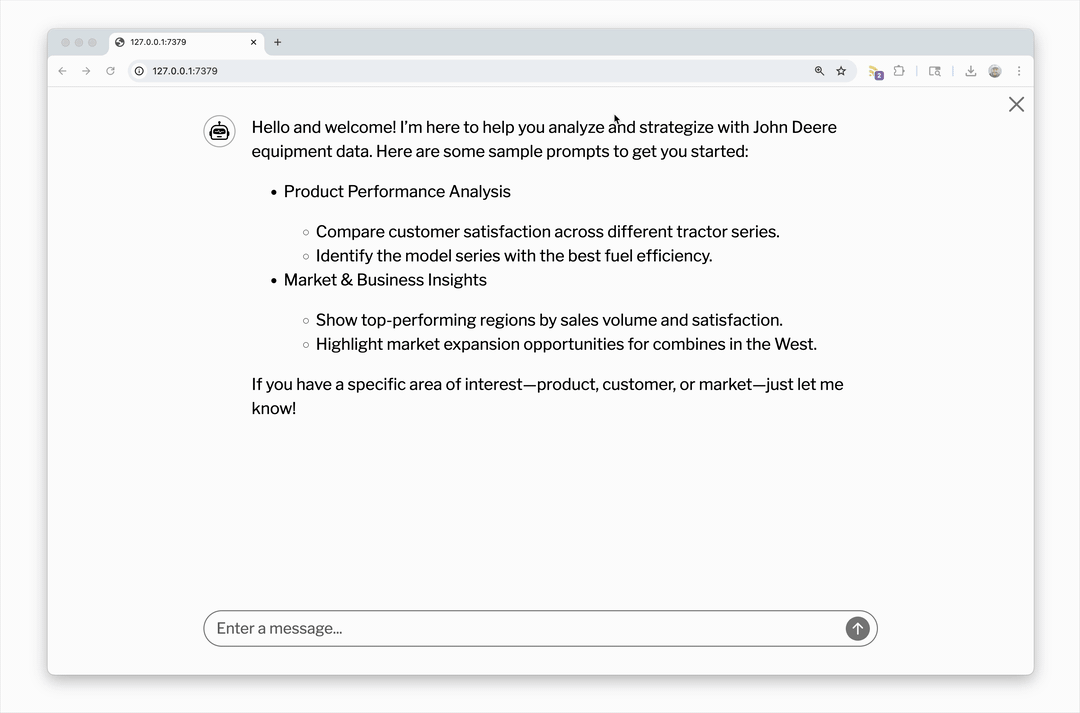 127.0.0.1:7379
127.0.0.1:7379
2
Hello and welcome! I’m here to help you analyze and strategize with John Deere
equipment data. Here are some sample prompts to get you started:
• Product Performance Analysis
◦ Compare customer satisfaction across different tractor series.
◦ Identify the model series with the best fuel efficiency.
• Market & Business Insights
◦ Show top-performing regions by sales volume and satisfaction.
◦ Highlight market expansion opportunities for combines in the West.
If you have a specific area of interest—product, customer, or market—just let me
know!
Enter a message...